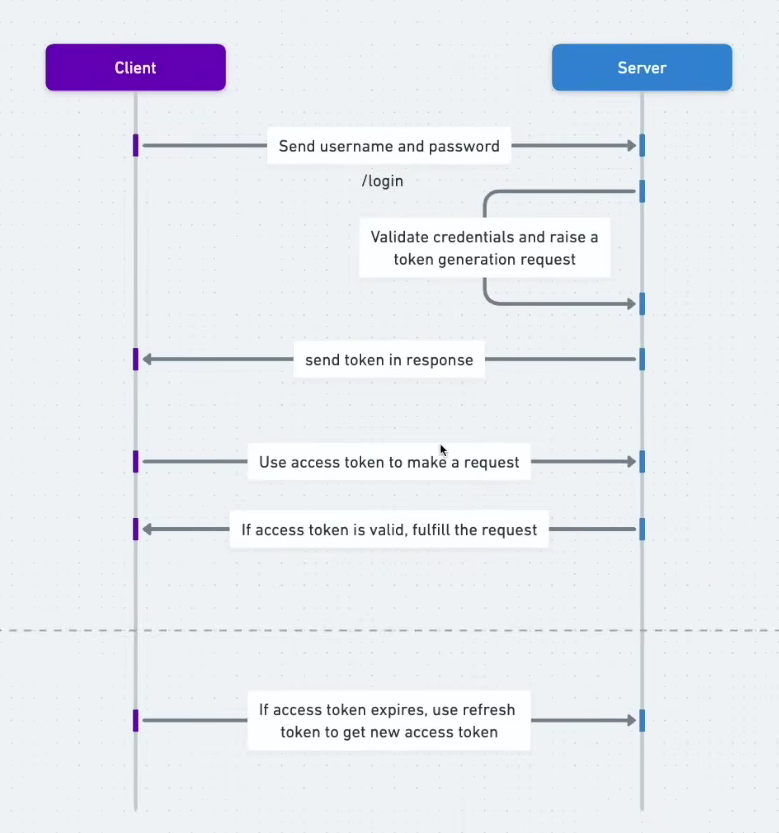 Client
Server
Send username and password
/login
Validate credentials and raise a
token generation request
send token in response
Use access token to make a request
If access token is valid, fulfill the request
If access token expires, use refresh
token to get new access token